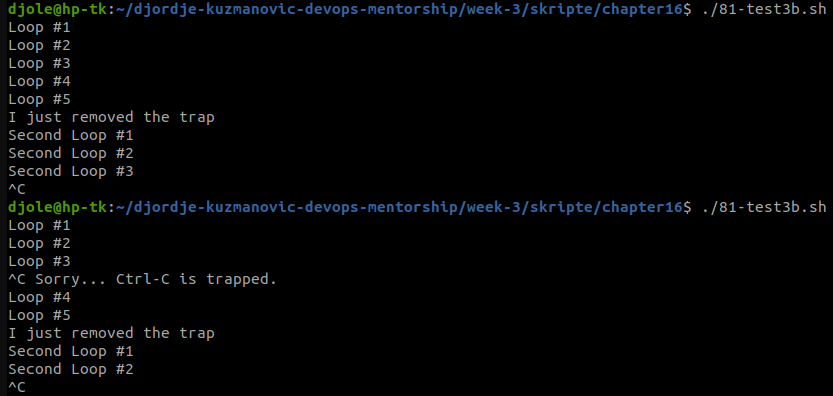 djole@hp-tk:~/djordje-kuzmanovic-devops-mentorship/week-3/skripte/chapter16$ ./81-test3b.sh
Loop #1
Loop #2
Loop #3
Loop #4
Loop #5
I just removed the trap
Second Loop #1
Second Loop #2
Second Loop #3
^C
djole@hp-tk:~/djordje-kuzmanovic-devops-mentorship/week-3/skripte/chapter16$ ./81-test3b.sh
Loop #1
Loop #2
Loop #3
^C Sorry... Ctrl-C is trapped.
Loop #4
Loop #5
I just removed the trap
Second Loop #1
Second Loop #2
^C